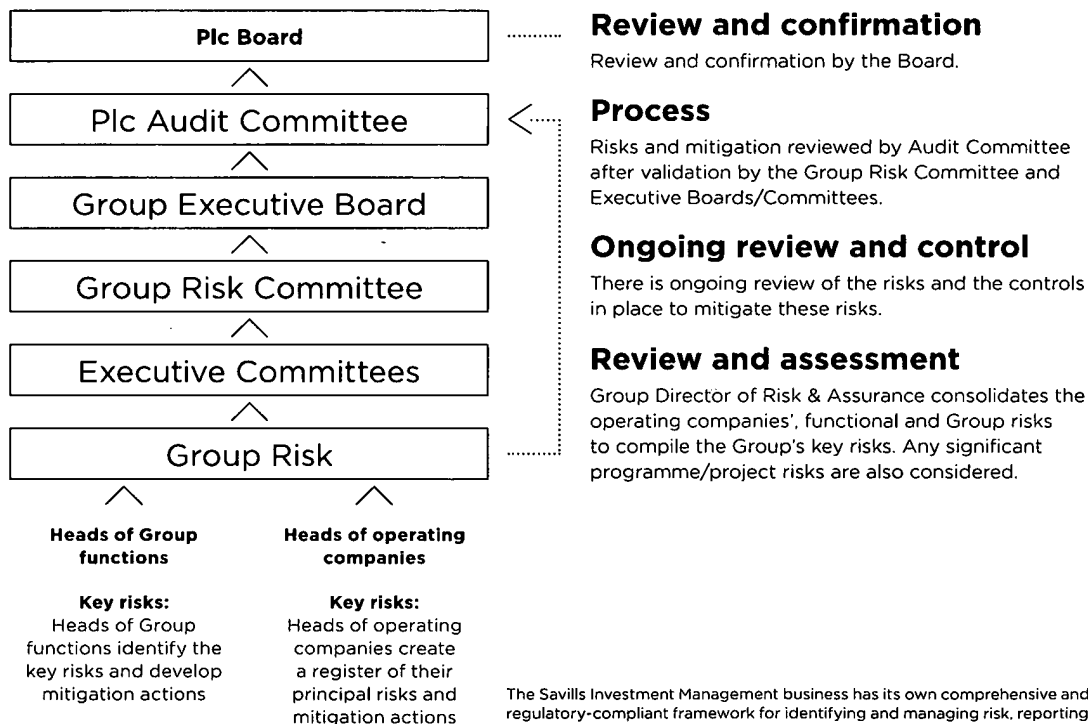 Plc Board
Plc Audit Committee
Group Executive Board
Group Risk Committee
Executive Committees
Group Risk
Heads of Group
functions
Key risks:
Heads of Group
functions identify the
key risks and develop
mitigation actions
Heads of operating
companies
Key risks:
Heads of operating
companies create
a register of their
principal risks and
mitigation actions
Review and confirmation
Review and confirmation by the Board.
Process
Risks and mitigation reviewed by Audit Committee
after validation by the Group Risk Committee and
Executive Boards/Committees.
Ongoing review and control
There is ongoing review of the risks and the controls
in place to mitigate these risks.
Review and assessment
Group Director of Risk & Assurance consolidates the
operating companies', functional and Group risks
to compile the Group's key risks. Any significant
programme/project risks are also considered.
The Savills Investment Management business has its own comprehensive and
regulatory-compliant framework for identifying and managing risk, reporting